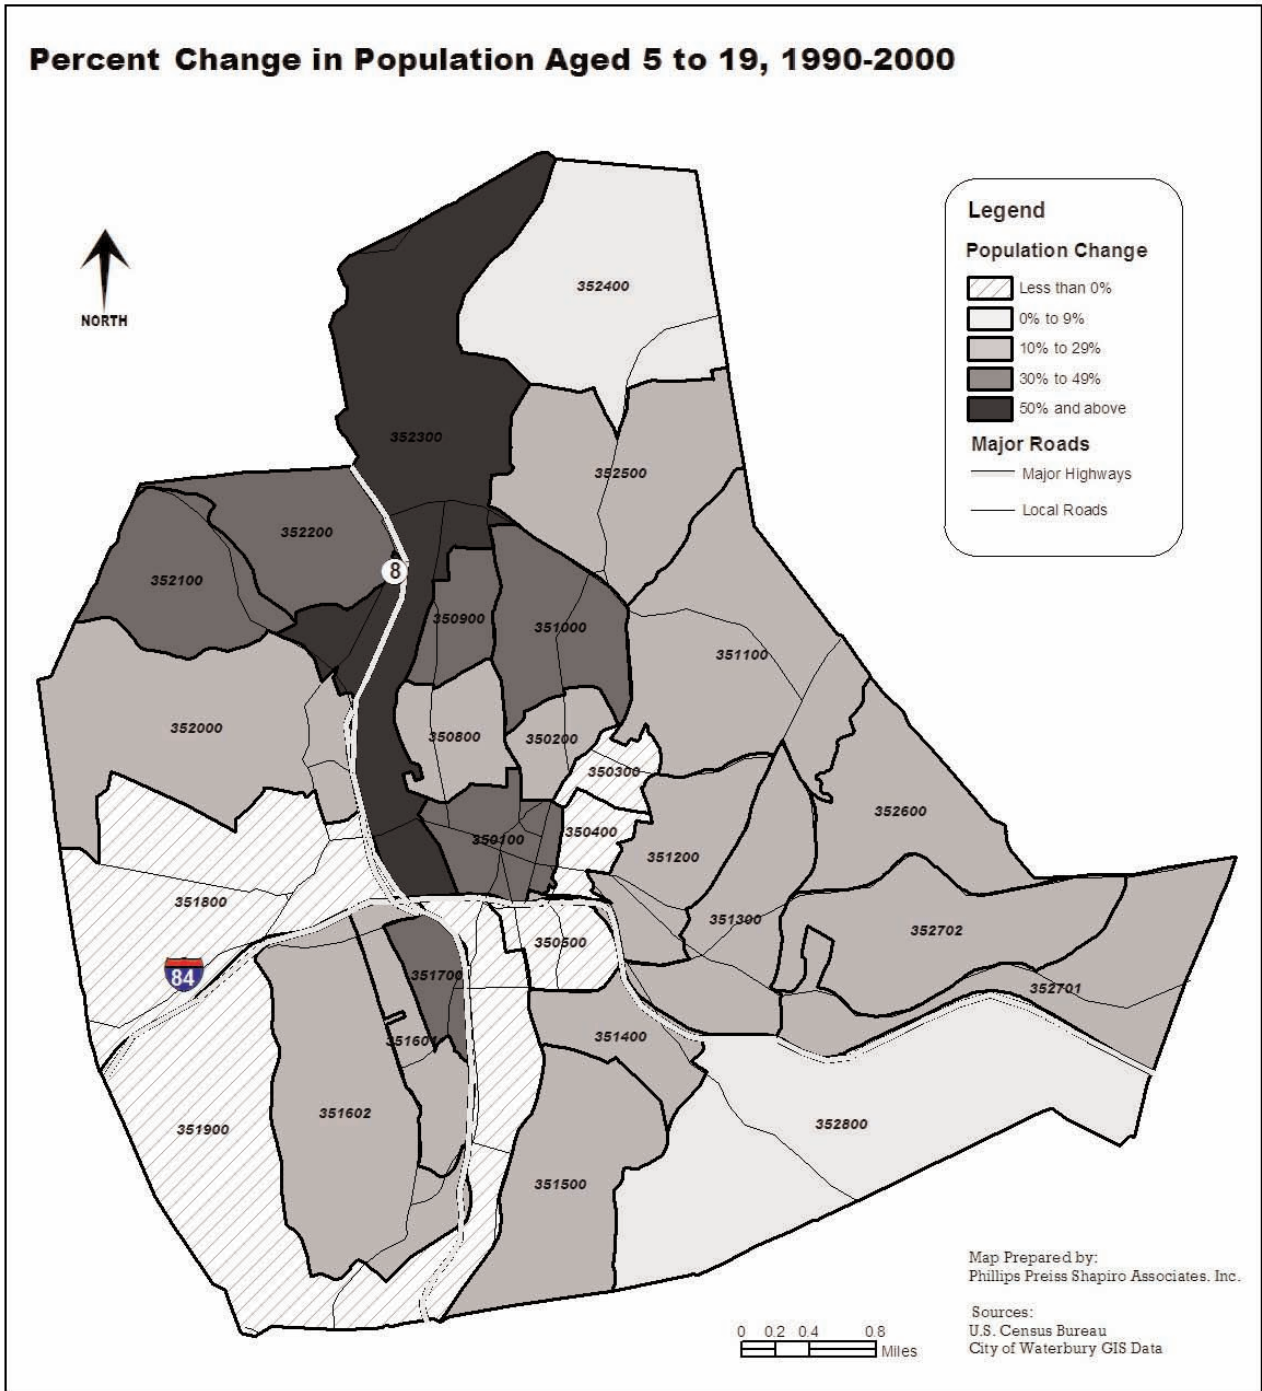 Percent Change in Population Aged 5 to 19, 1990-2000
NORTH
Legend
Population Change
Less than 0%
0% to 9%
10% to 29%
30% to 49%
50% and above
Major Roads
Major Highways
Local Roads
352400
352300
352500
352200
352100
8
350900
351000
351100
352000
350800
350200
350300
352600
350400
350100
351200
351800
351300
352702
350500
84
351700
352701
351400
351601
351602
351900
352800
351500
Map Prepared by:
Phillips Preiss Shapiro Associates. Inc.
Sources:
U.S. Census Bureau
City of Waterbury GIS Data
0 0.2 0.4 0.8
Miles